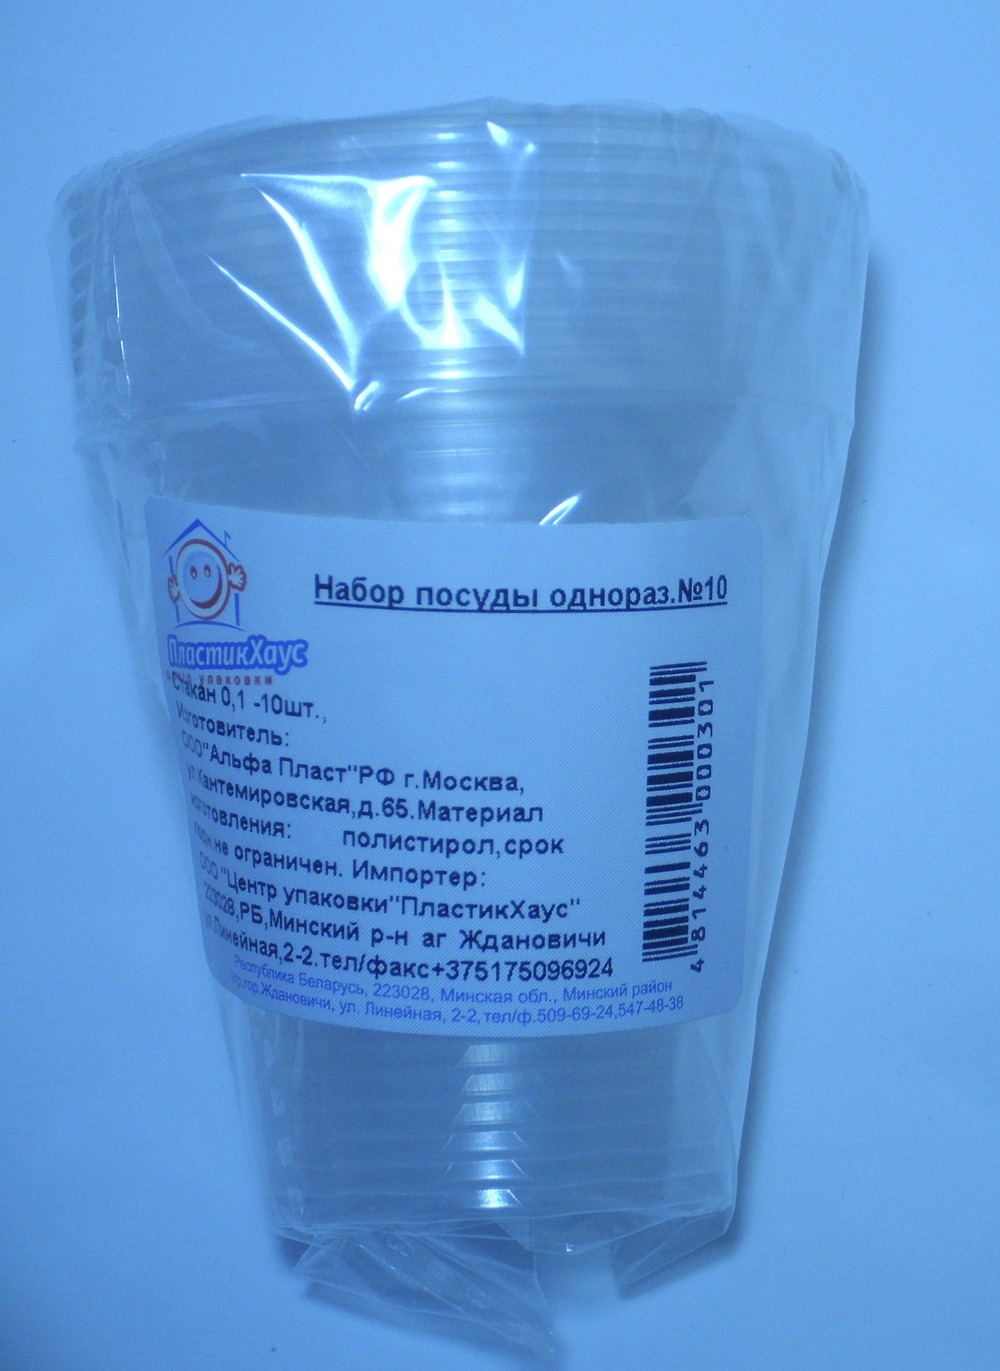 Набор посуды однораз.№10
ПластикХаус
упаковки
Стакан 0,1 -10шт.,
Изготовитель:
ООО"Альфа Пласт"РФ г.Москва,
ул.Кантемировская,д.65.Материал
изготовления: полистирол,срок
не ограничен. Импортер:
ООО"Центр упаковки"ПластикХаус"
223028,РБ,Минский р-н аг Ждановичи
ул.Линейная,2-2.тел/факс+375175096924
Республика Беларусь, 223028, Минская обл., Минский район
Ждановичи, ул. Линейная, 2-2, тел/ф.509-69-24,547-48-38
4 814463 000301